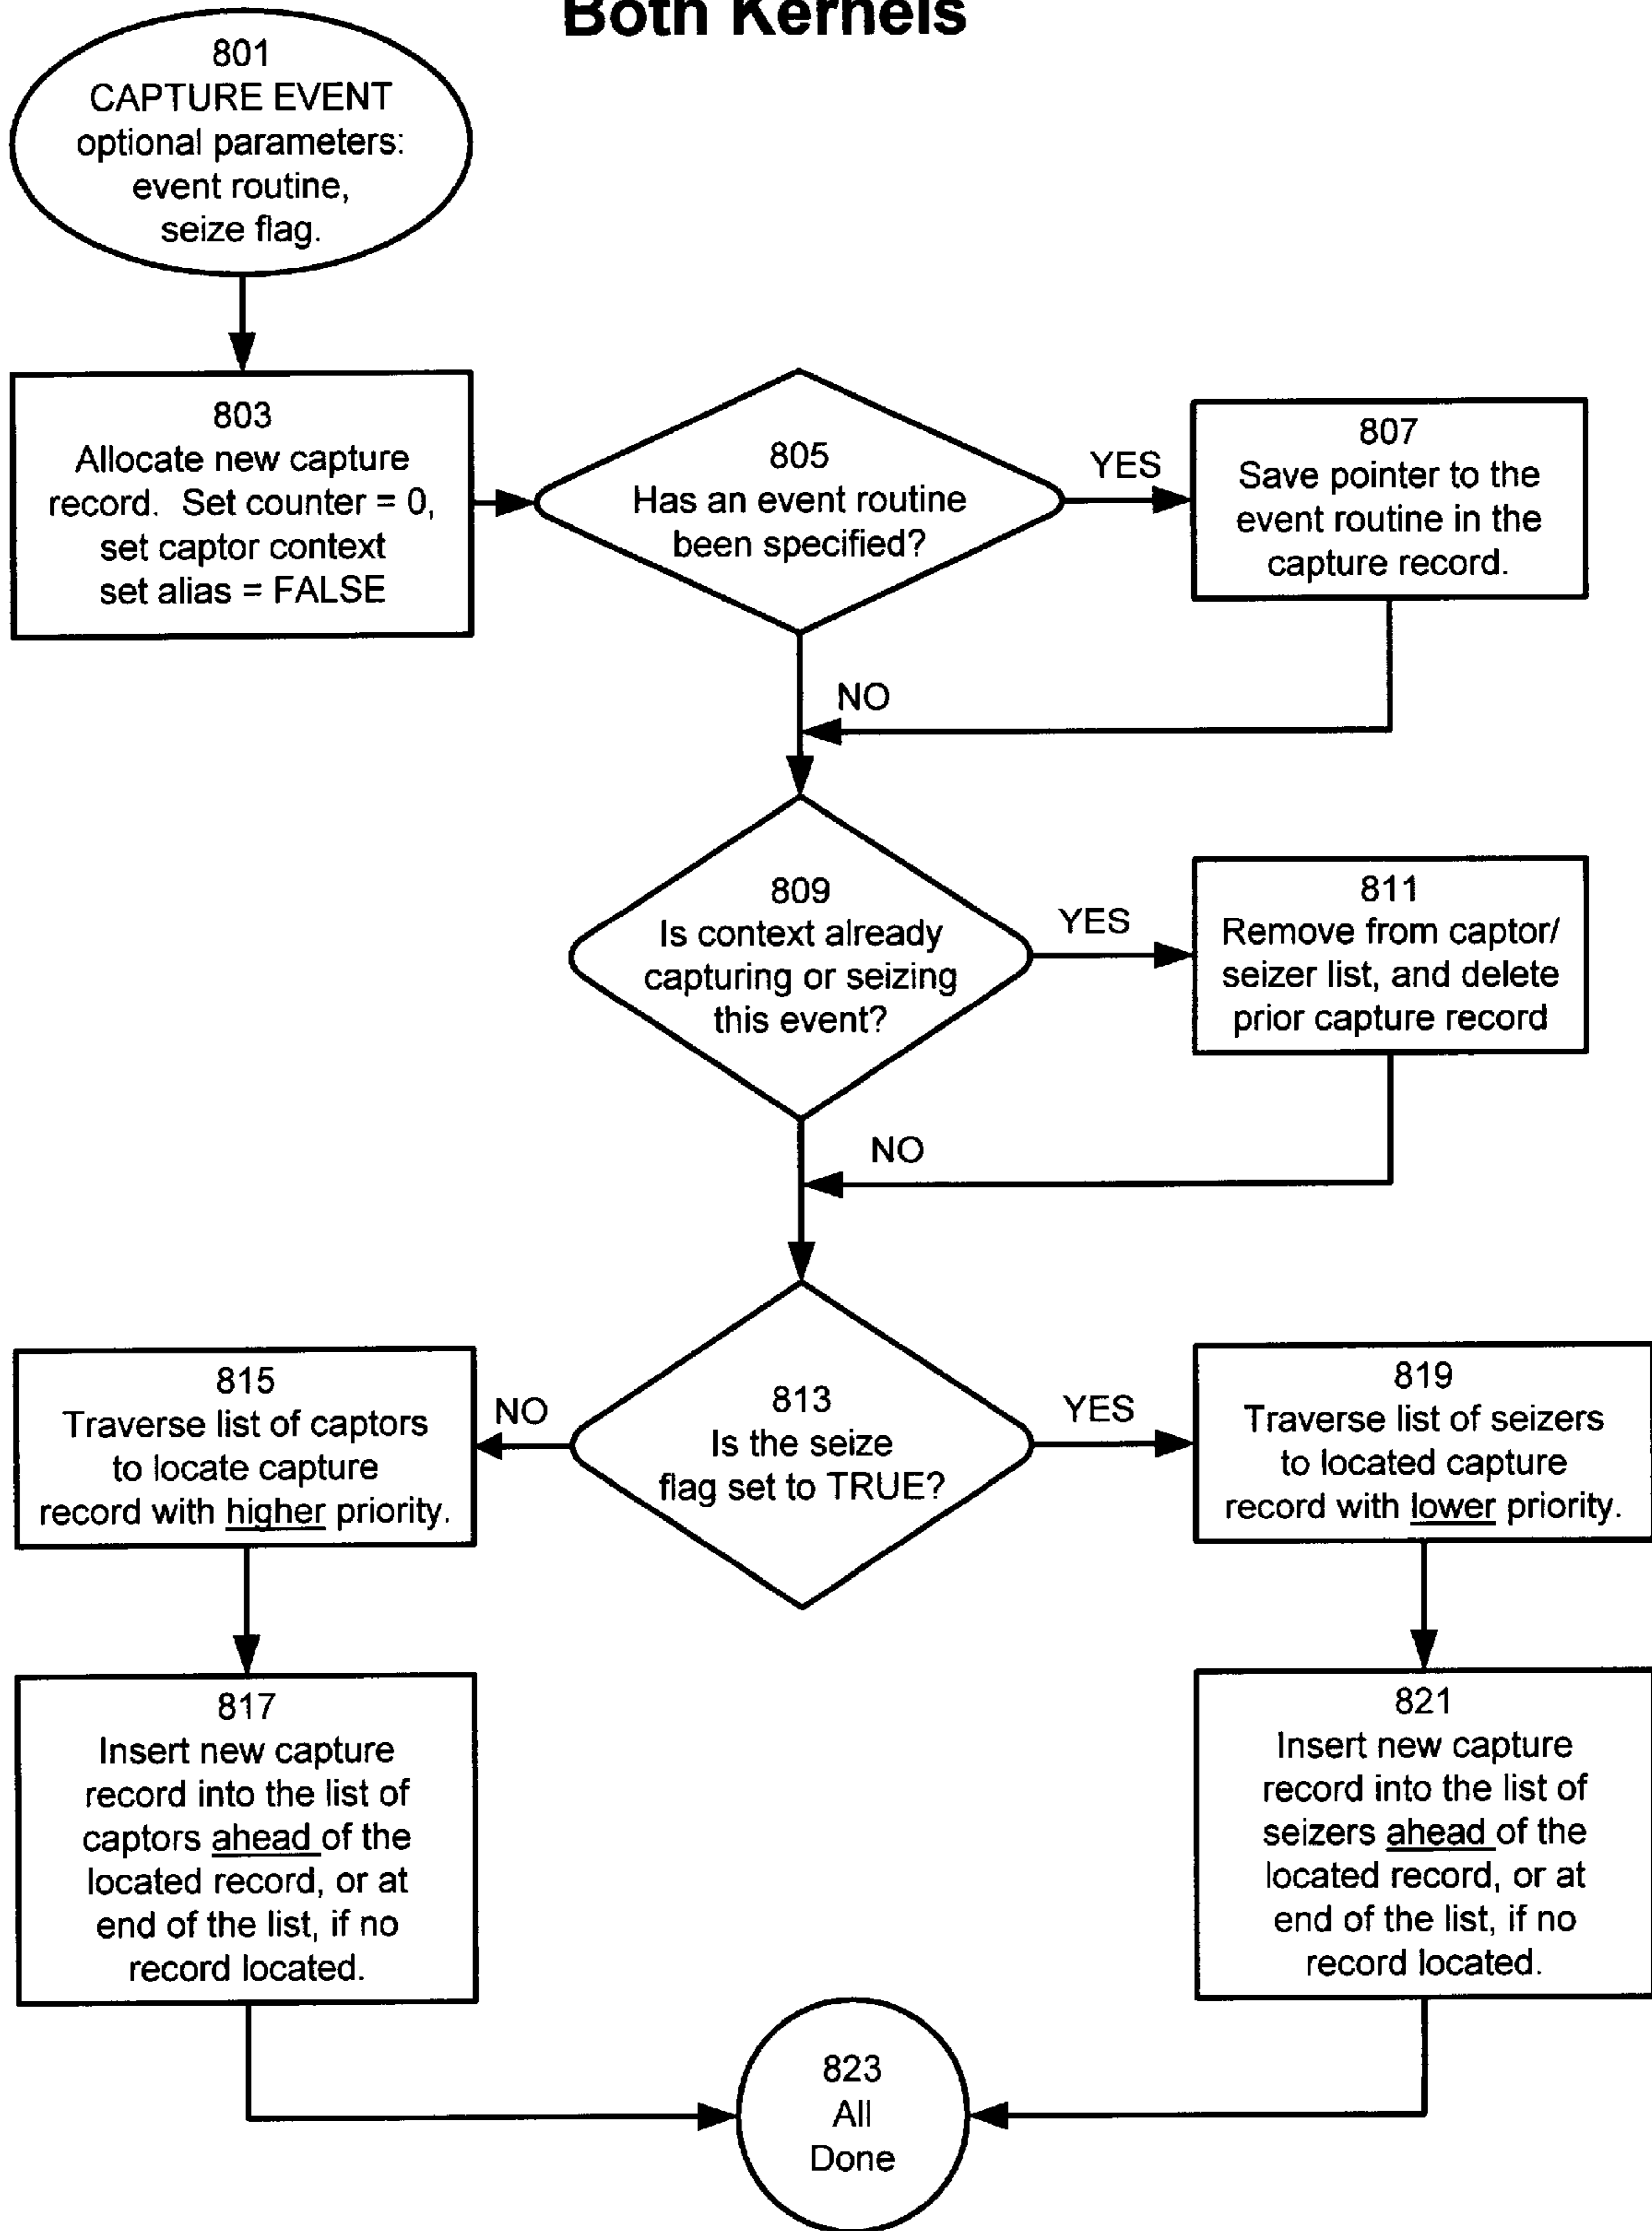 Both Kernels
801
CAPTURE EVENT
optional parameters:
event routine,
seize flag.
803
Allocate new capture
record. Set counter = 0,
set captor context
set alias = FALSE
805
Has an event routine
been specified?
YES
807
Save pointer to the
event routine in the
capture record.
NO
809
Is context already
capturing or seizing
this event?
YES
811
Remove from captor/
seizer list, and delete
prior capture record
NO
813
Is the seize
flag set to TRUE?
NO
YES
815
Traverse list of captors
to locate capture
record with higher priority.
819
Traverse list of seizers
to located capture
record with lower priority.
817
Insert new capture
record into the list of
captors ahead of the
located record, or at
end of the list, if no
record located.
821
Insert new capture
record into the list of
seizers ahead of the
located record, or at
end of the list, if no
record located.
823
All
Done